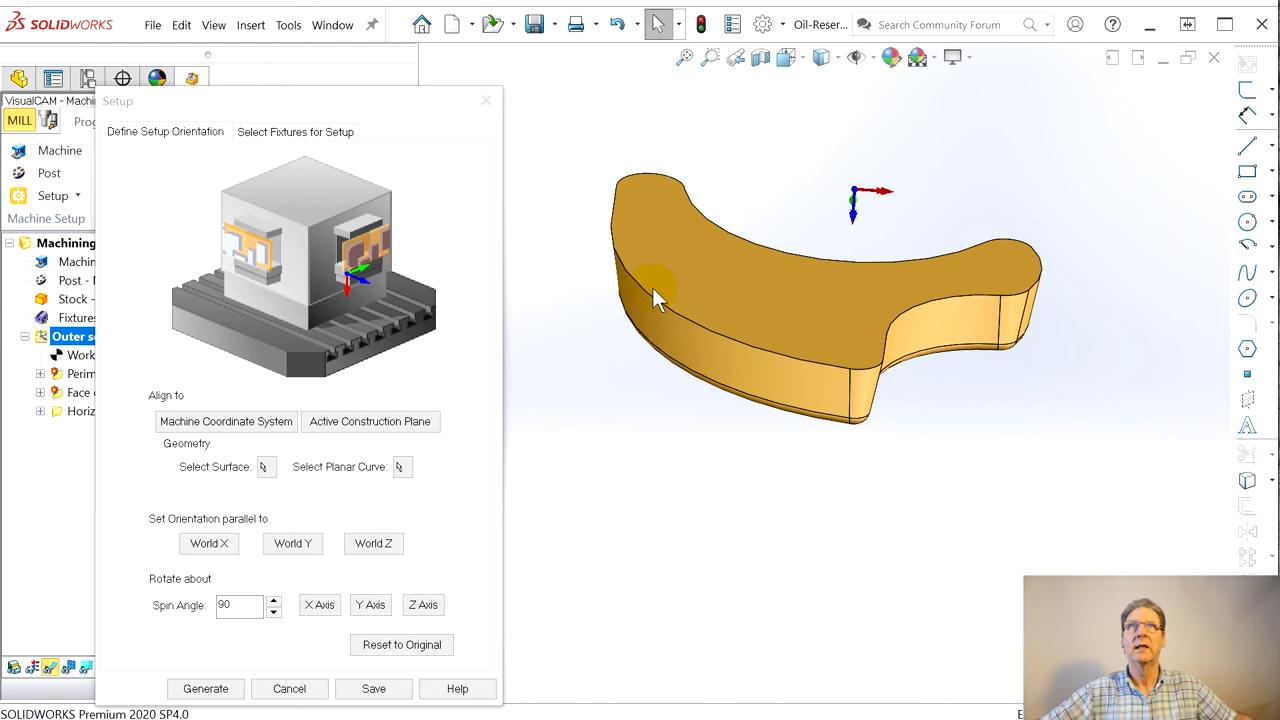 SOLIDWORKS File Edit View Insert Tools Window Oil-Reser... Search Community Forum
VisualCAM - Machi
MILL Prog
Machine
Post
Setup
Machine Setup
Machining
Machi
Post -
Stock -
Fixtures
Outer s
Work
Perim
Face
Horiz
Setup
Define Setup Orientation Select Fixtures for Setup
Align to
Machine Coordinate System Active Construction Plane
Geometry
Select Surface: Select Planar Curve:
Set Orientation parallel to
World X World Y World Z
Rotate about
Spin Angle: 90 X Axis Y Axis Z Axis
Reset to Original
Generate Cancel Save Help
SOLIDWORKS Premium 2020 SP4.0